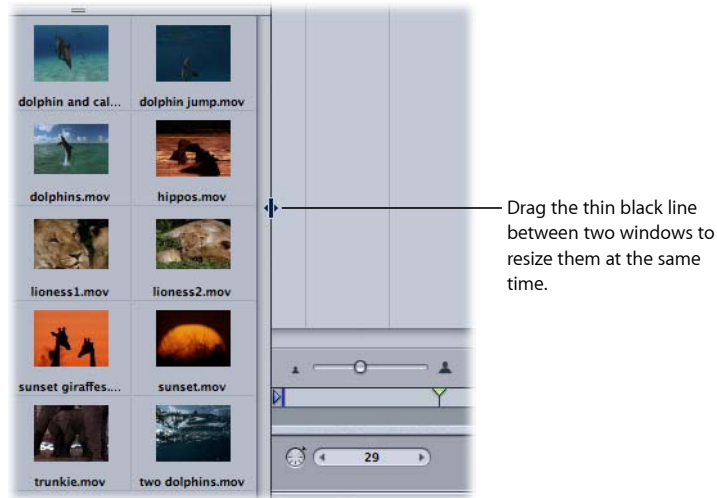 dolphin and cal... dolphin jump.mov
dolphins.mov hippos.mov
Drag the thin black line
between two windows to
resize them at the same
time.
lioness1.mov lioness2.mov
sunset giraffes.... sunset.mov
29
trunkie.mov two dolphins.mov